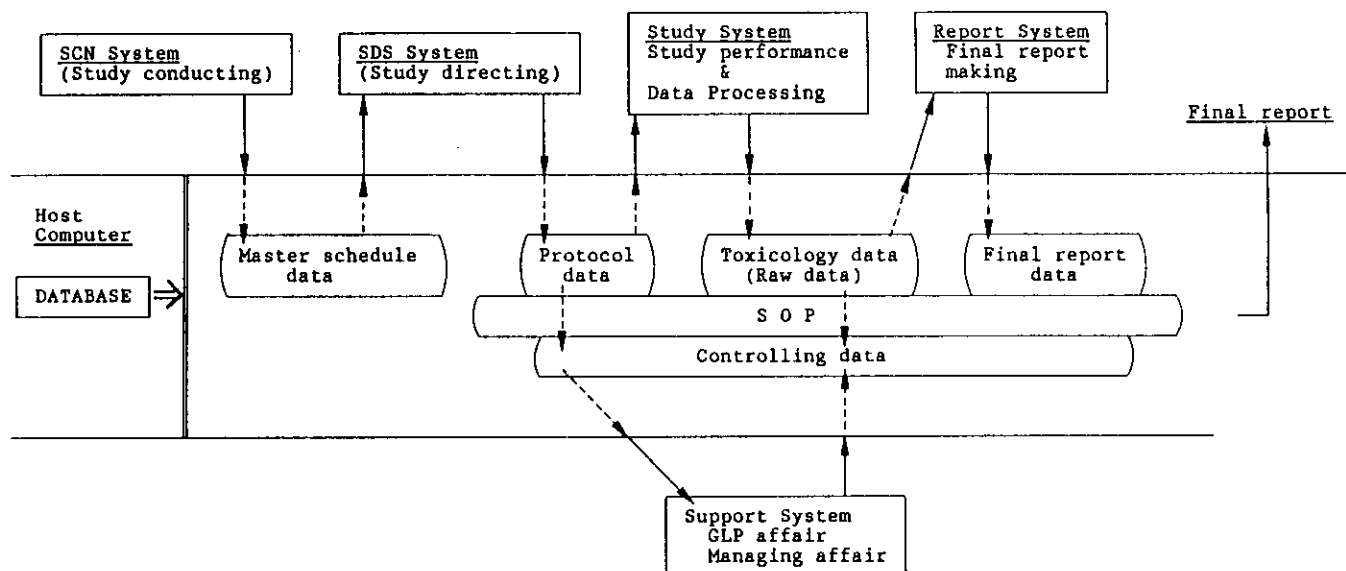 SCN System
(Study conducting)
SDS System
(Study directing)
Study System
Study performance
&
Data Processing
Report System
Final report
making
Final report
Host
Computer
DATABASE
Master schedule
data
Protocol
data
Toxicology data
(Raw data)
Final report
data
S O P
Controlling data
Support System
GLP affair
Managing affair